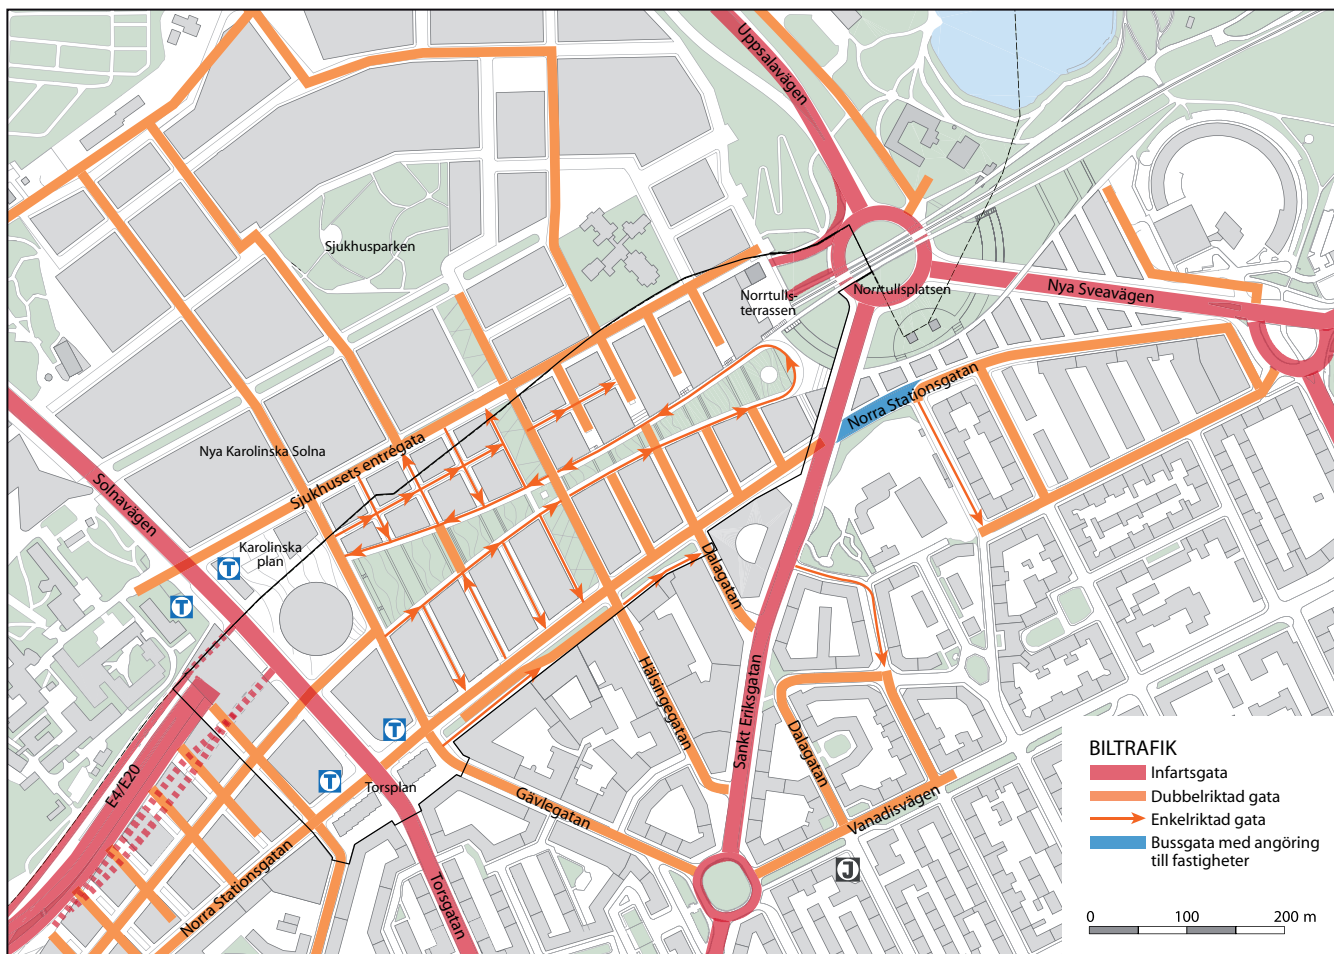 Uppsalavägen
Sjukhusparken
Norrtulls-
terrassen
Norrtullsplatsen
Nya Sveavägen
Norra Stationsgatan
Nya Karolinska Solna
Sjukhusets entrégata
Solnavägen
Karolinska
plan
T
T
Dalagatan
Hälsingegatan
Sankt Eriksgatan
T
T
E4/E20
Torsplan
Gävlegatan
Dalagatan
Vanadisvägen
Norra Stationsgatan
Torsgatan
J
BILTRAFIK
Infartsgata
Dubbelriktad gata
Enkelriktad gata
Bussgata med angöring
till fastigheter
0 100 200 m